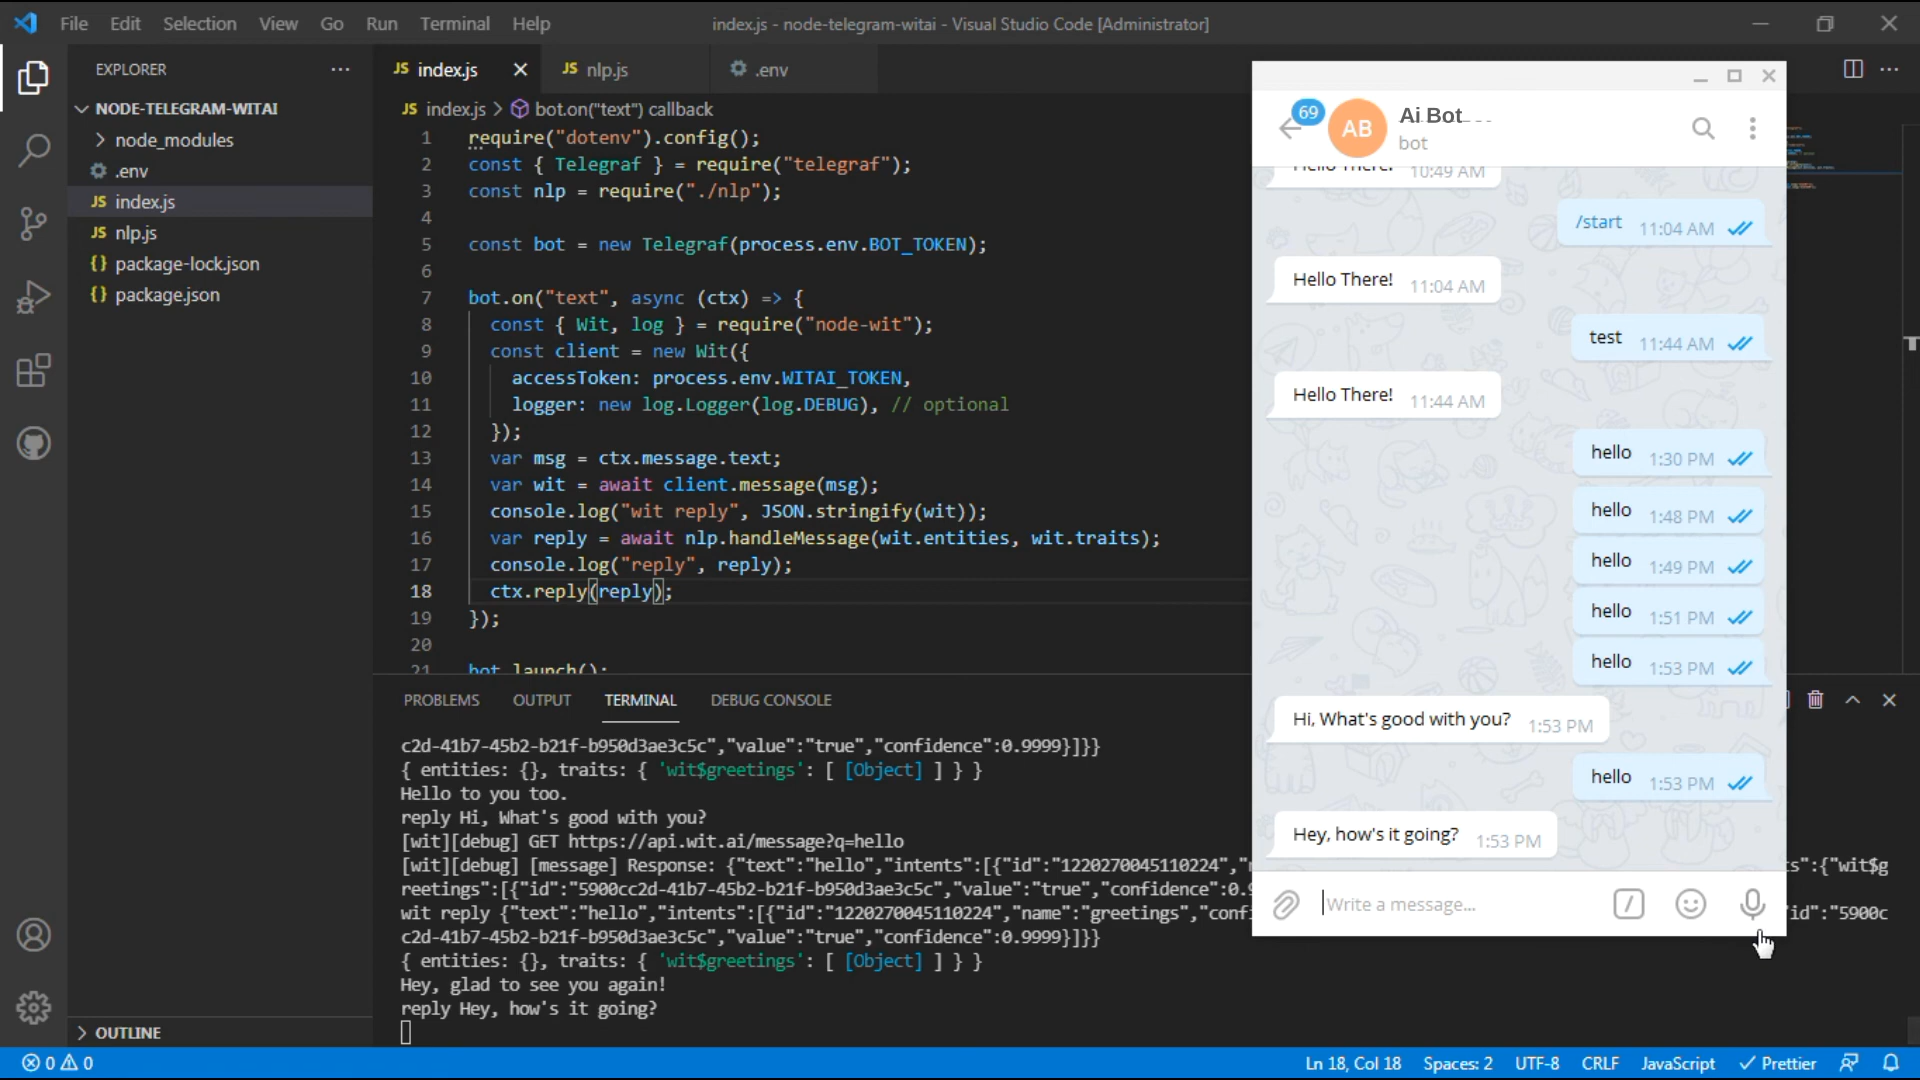 File Edit Selection View Go Run Terminal Help
index.js - node-telegram-witai - Visual Studio Code [Administrator]
EXPLORER
NODE-TELEGRAM-WITAI
node_modules
.env
JS index.js
JS nlp.js
{} package-lock.json
{} package.json
OUTLINE
JS index.js
JS nlp.js
.env
JS index.js > bot.on("text") callback
1 require("dotenv").config();
2 const { Telegraf } = require("telegraf");
3 const nlp = require("./nlp");
4
5 const bot = new Telegraf(process.env.BOT_TOKEN);
6
7 bot.on("text", async (ctx) => {
8 const { Wit, log } = require("node-wit");
9 const client = new Wit({
10 accessToken: process.env.WITAI_TOKEN,
11 logger: new log.Logger(log.DEBUG), // optional
12 });
13 var msg = ctx.message.text;
14 var wit = await client.message(msg);
15 console.log("wit reply", JSON.stringify(wit));
16 var reply = await nlp.handleMessage(wit.entities, wit.traits);
17 console.log("reply", reply);
18 ctx.reply(reply);
19 });
20
21 bot.launch();
PROBLEMS OUTPUT TERMINAL DEBUG CONSOLE
c2d-41b7-45b2-b21f-b950d3ae3c5c","value":"true","confidence":0.9999}]}}
{ entities: {}, traits: { 'wit$greetings': [ [Object] ] } }
Hello to you too.
reply Hi, What's good with you?
[wit][debug] GET https://api.wit.ai/message?q=hello
[wit][debug] [message] Response: {"text":"hello","intents":[{"id":"1220270045110224","
s":{"wit$g
reetings":[{"id":"5900cc2d-41b7-45b2-b21f-b950d3ae3c5c","value":"true","confidence":0.9
wit reply {"text":"hello","intents":[{"id":"1220270045110224","name":"greetings","conf
"id":"5900c
c2d-41b7-45b2-b21f-b950d3ae3c5c","value":"true","confidence":0.9999}]}}
{ entities: {}, traits: { 'wit$greetings': [ [Object] ] } }
Hey, glad to see you again!
reply Hey, how's it going?
69
AB
Ai Bot
bot
Hello There! 10:49 AM
/start 11:04 AM
Hello There! 11:04 AM
test 11:44 AM
Hello There! 11:44 AM
hello 1:30 PM
hello 1:48 PM
hello 1:49 PM
hello 1:51 PM
hello 1:53 PM
Hi, What's good with you? 1:53 PM
hello 1:53 PM
Hey, how's it going? 1:53 PM
Write a message...
0 0
Ln 18, Col 18 Spaces: 2 UTF-8 CRLF JavaScript Prettier